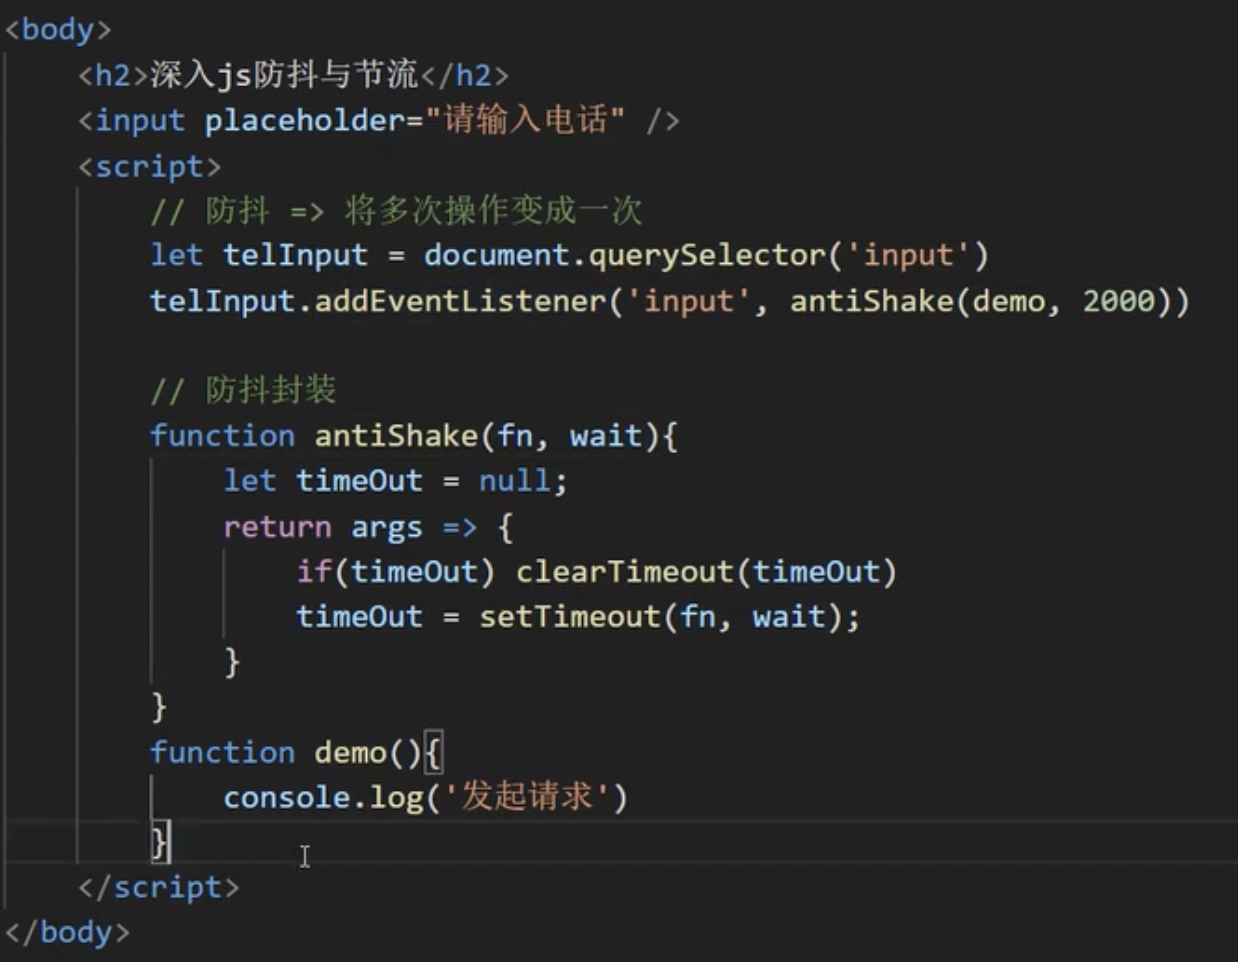 <body>
<h2>深入js防抖与节流</h2>
<input placeholder="请输入电话" />
<script>
// 防抖 => 将多次操作变成一次
let telInput = document.querySelector('input')
telInput.addEventListener('input', antiShake(demo, 2000))
// 防抖封装
function antiShake(fn, wait){
let timeOut = null;
return args => {
if(timeOut) clearTimeout(timeOut)
timeOut = setTimeout(fn, wait);
}
}
function demo(){
console.log('发起请求')
}
</script>
</body>